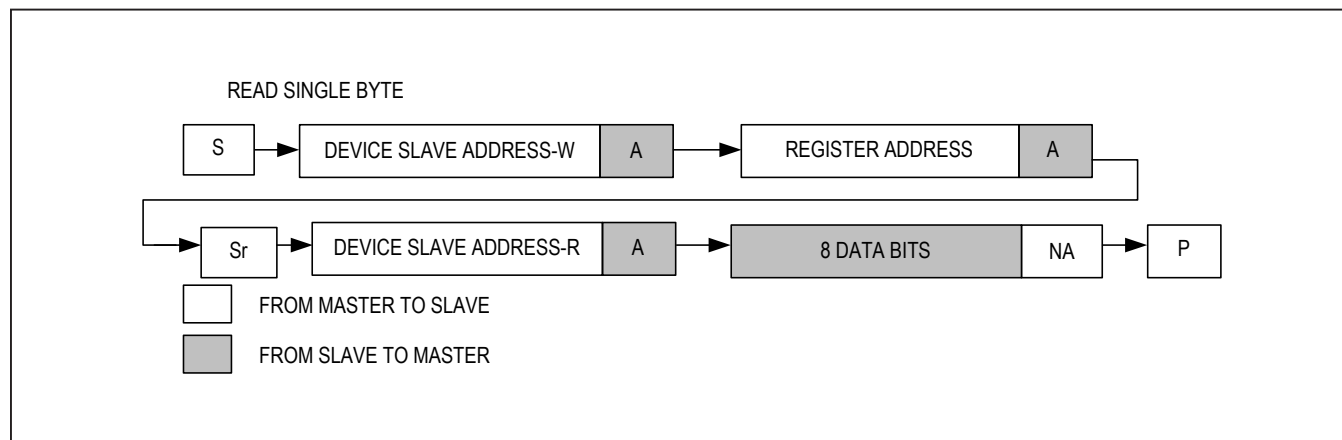 READ SINGLE BYTE
S DEVICE SLAVE ADDRESS-W A REGISTER ADDRESS A
Sr DEVICE SLAVE ADDRESS-R A 8 DATA BITS NA P
FROM MASTER TO SLAVE
FROM SLAVE TO MASTER